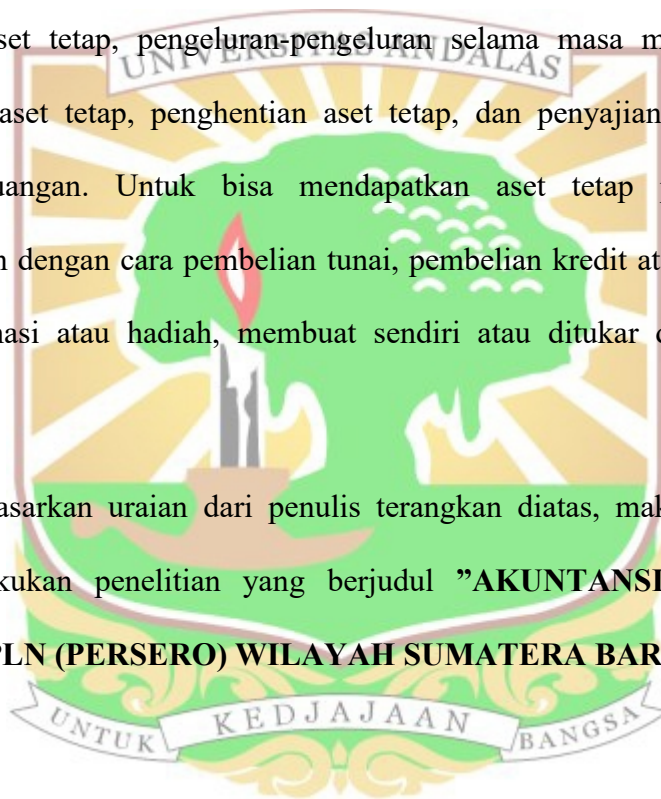 set tetap, pengeluran-pengeluran selama masa m
UNIVERSITAS ANDALAS
aset tetap, penghentian aset tetap, dan penyajian
uangan. Untuk bisa mendapatkan aset tetap p
n dengan cara pembelian tunai, pembelian kredit at
nasi atau hadiah, membuat sendiri atau ditukar d
asarkan uraian dari penulis terangkan diatas, mak
kukan penelitian yang berjudul ”AKUNTANSI
PLN (PERSERO) WILAYAH SUMATERA BAR
UNTUK KEDJAJAAN BANGSA